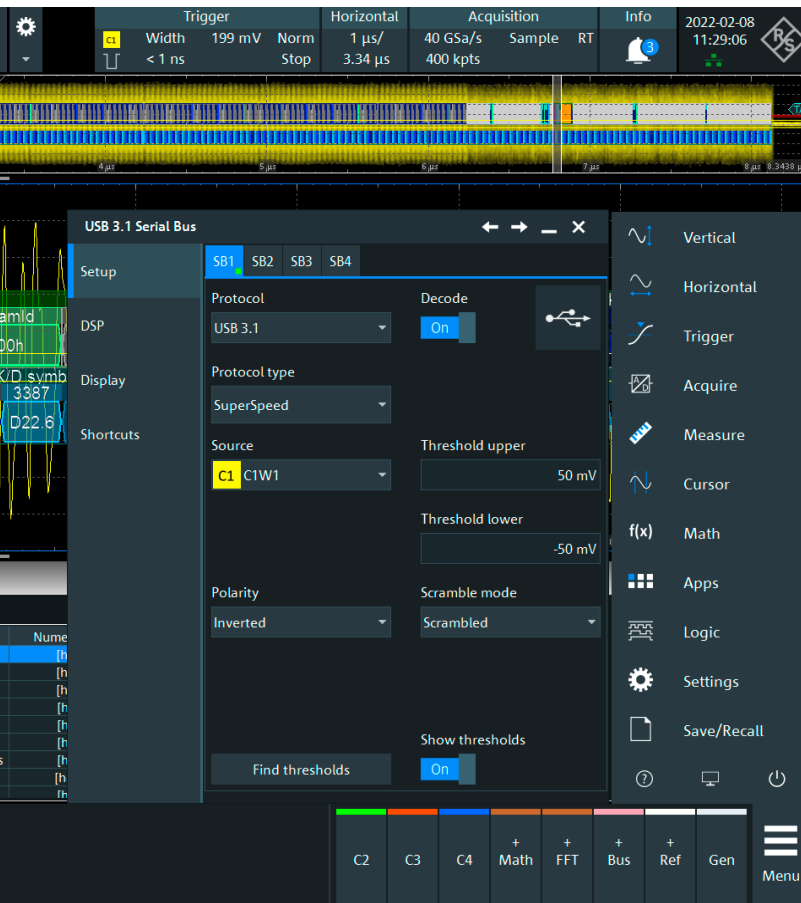 Trigger Horizontal Acquisition Info 2022-02-08
C1 Width 199 mV Norm 1 µs/ 40 GSa/s Sample RT 3 11:29:06
< 1 ns Stop 3.34 µs 400 kpts
R&S
4 µs 5 µs 6 µs 7 µs 8 µs 8.3438 µ
USB 3.1 Serial Bus
Setup
DSP
Display
Shortcuts
SB1 SB2 SB3 SB4
Protocol Decode
USB 3.1 On
Protocol type
SuperSpeed
Source Threshold upper
C1 C1W1 50 mV
Threshold lower
-50 mV
Polarity Scramble mode
Inverted Scrambled
Show thresholds
Find thresholds On
amId
00h
K/D symb
3387
D22.6
Nume
[h
[h
[h
[h
[h
[h
s [h
[h
[h
Vertical
Horizontal
Trigger
A/D Acquire
Measure
Cursor
f(x) Math
Apps
Logic
Settings
Save/Recall
?
C2 C3 C4 + Math + FFT + Bus + Ref Gen
Menu